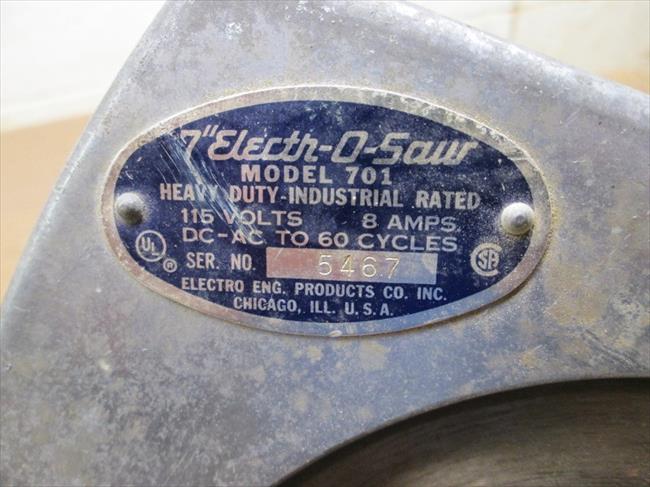 7" Electr-O-Saw
MODEL 701
HEAVY DUTY-INDUSTRIAL RATED
115 VOLTS 8 AMPS.
DC-AC TO 60 CYCLES
UL ®
SER. NO. 5467
SA
ELECTRO ENG. PRODUCTS CO. INC.
CHICAGO, ILL. U.S.A.